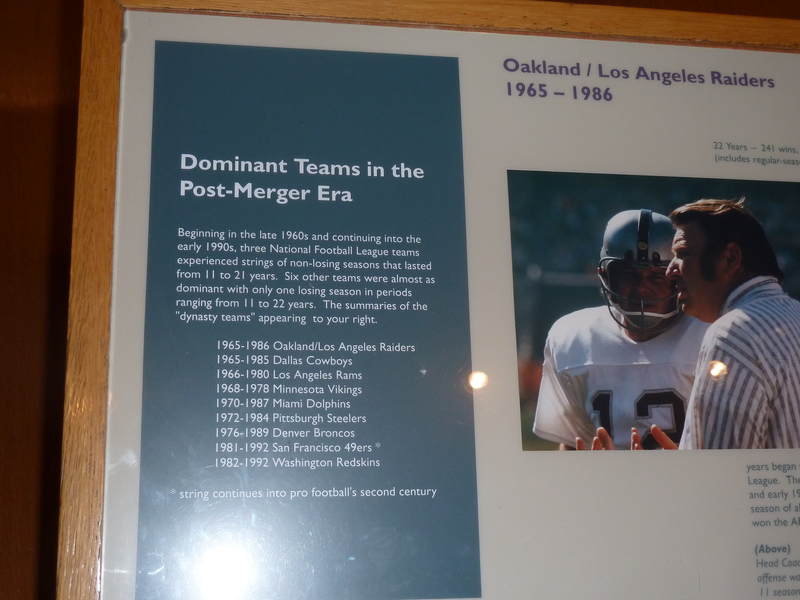 Dominant Teams in the
Post-Merger Era
Beginning in the late 1960s and continuing into the
early 1990s, three National Football League teams
experienced strings of non-losing seasons that lasted
from 11 to 21 years. Six other teams were almost as
dominant with only one losing season in periods
ranging from 11 to 22 years. The summaries of the
"dynasty teams" appearing to your right.
1965-1986 Oakland/Los Angeles Raiders
1965-1985 Dallas Cowboys
1966-1980 Los Angeles Rams
1968-1978 Minnesota Vikings
1970-1987 Miami Dolphins
1972-1984 Pittsburgh Steelers
1976-1989 Denver Broncos
1981-1992 San Francisco 49ers *
1982-1992 Washington Redskins
* string continues into pro football's second century
Oakland / Los Angeles Raiders
1965 – 1986
22 Years – 241 wins,
(includes regular-seas
12
years began
League. The
and early 19
season of a
won the A
(Above)
Head Coac
offense wa
11 season